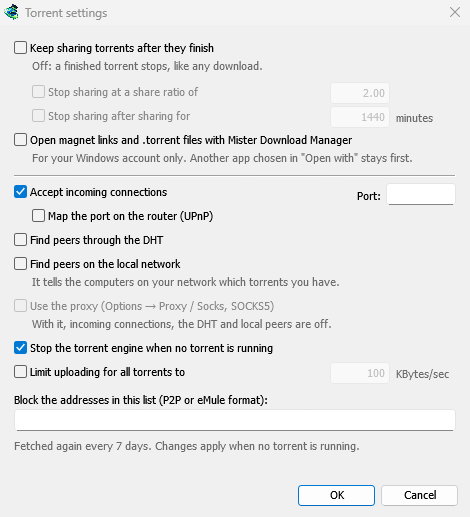 Torrent settings
Keep sharing torrents after they finish
Off: a finished torrent stops, like any download.
Stop sharing at a share ratio of 2.00
Stop sharing after sharing for 1440 minutes
Open magnet links and .torrent files with Mister Download Manager
For your Windows account only. Another app chosen in "Open with" stays first.
Accept incoming connections Port:
Map the port on the router (UPnP)
Find peers through the DHT
Find peers on the local network
It tells the computers on your network which torrents you have.
Use the proxy (Options → Proxy / Socks, SOCKS5)
With it, incoming connections, the DHT and local peers are off.
Stop the torrent engine when no torrent is running
Limit uploading for all torrents to 100 KBytes/sec
Block the addresses in this list (P2P or eMule format):
Fetched again every 7 days. Changes apply when no torrent is running.
OK Cancel